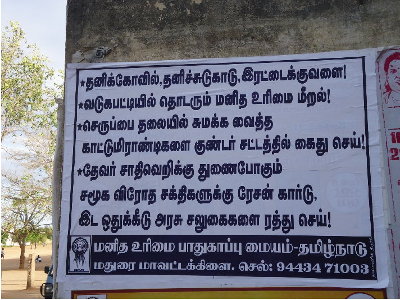 *தனிக்கோவில்,தனிச்சுடுகாடு,இரட்டைக்குவளை!
*வடுகபட்டியில் தொடரும் மனித உரிமை மீறல்!
*செருப்பை தலையில் சுமக்க வைத்த
காட்டுமிராண்டிகளை குண்டர் சட்டத்தில் கைது செய்!
*தேவர் சாதிவெறிக்கு துணைபோகும்
சமூக விரோத சக்திகளுக்கு ரேசன் கார்டு,
இட ஒதுக்கீடு அரசு சலுகைகளை ரத்து செய்!
மனித உரிமை பாதுகாப்பு மையம்-தமிழ்நாடு
மதுரை மாவட்டக்கிளை. செல்: 94434 71003